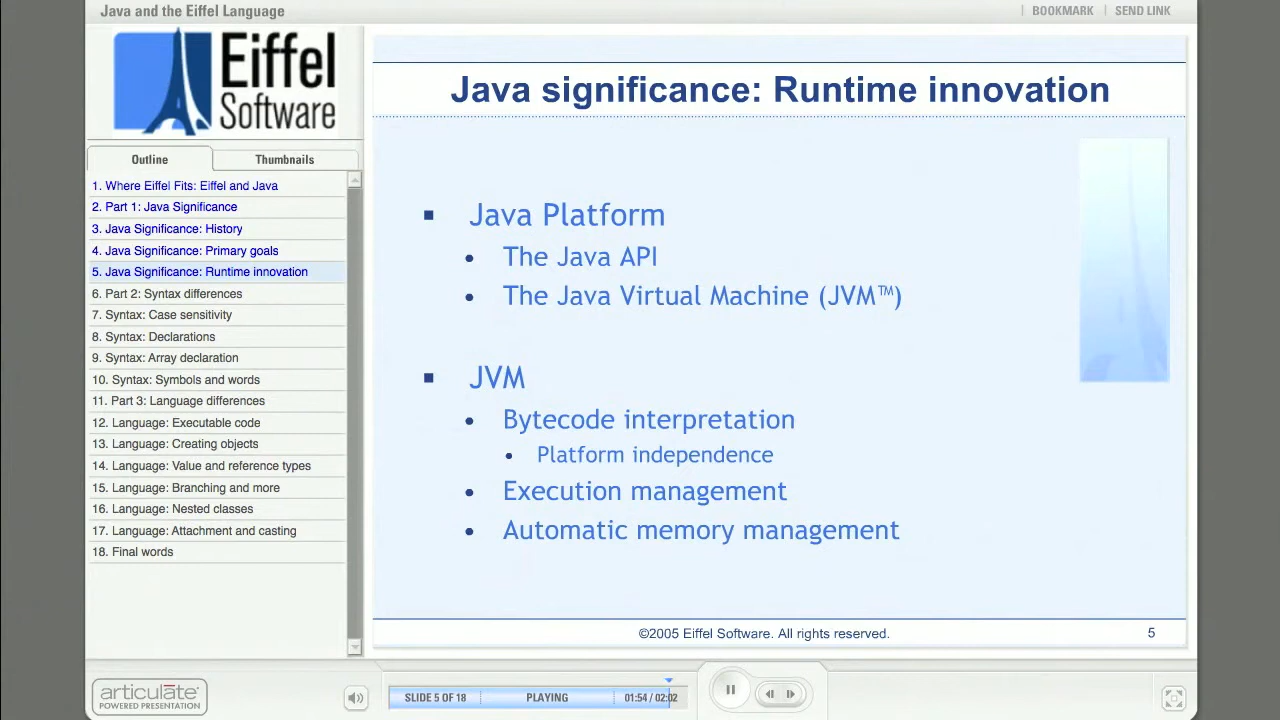 Java and the Eiffel Language
BOOKMARK
SEND LINK
Eiffel
Software
Outline
Thumbnails
1. Where Eiffel Fits: Eiffel and Java
2. Part 1: Java Significance
3. Java Significance: History
4. Java Significance: Primary goals
5. Java Significance: Runtime innovation
6. Part 2: Syntax differences
7. Syntax: Case sensitivity
8. Syntax: Declarations
9. Syntax: Array declaration
10. Syntax: Symbols and words
11. Part 3: Language differences
12. Language: Executable code
13. Language: Creating objects
14. Language: Value and reference types
15. Language: Branching and more
16. Language: Nested classes
17. Language: Attachment and casting
18. Final words
Java significance: Runtime innovation
▪ Java Platform
• The Java API
• The Java Virtual Machine (JVM™)
▪ JVM
• Bytecode interpretation
• Platform independence
• Execution management
• Automatic memory management
©2005 Eiffel Software. All rights reserved.
5
articulate
POWERED PRESENTATION
SLIDE 5 OF 18
PLAYING
01:54 / 02:02